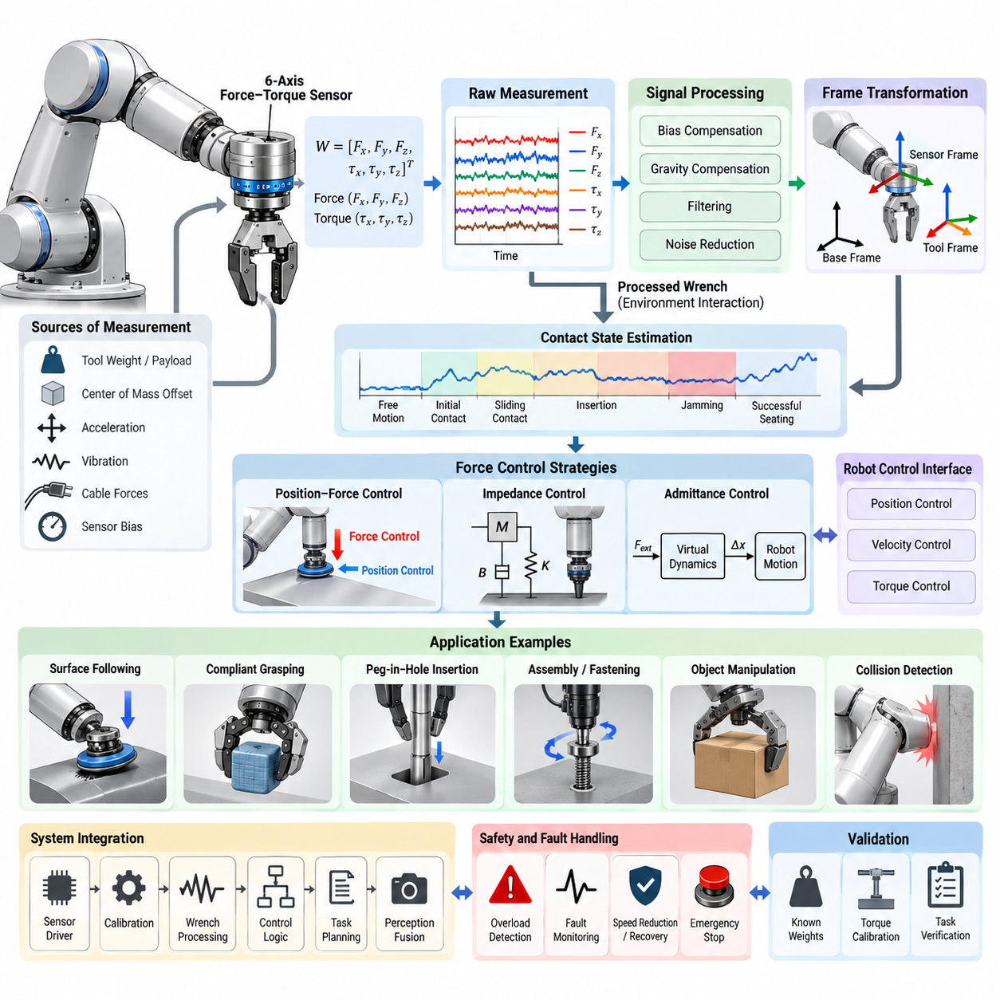 6-Axis
Force–Torque Sensor
W = [Fx, Fy, Fz,
τx, τy, τz]^T
Force (Fx, Fy, Fz)
Torque (τx, τy, τz)
Raw Measurement
Fx
Fy
Fz
τx
τy
τz
Time
Signal Processing
Bias Compensation
Gravity Compensation
Filtering
Noise Reduction
Frame Transformation
Sensor Frame
Base Frame
Tool Frame
Processed Wrench
(Environment Interaction)
Sources of Measurement
Tool Weight / Payload
Center of Mass Offset
Acceleration
Vibration
Cable Forces
Sensor Bias
Contact State Estimation
Free
Motion
Initial
Contact
Sliding
Contact
Insertion
Jamming
Successful
Seating
Force Control Strategies
Position–Force Control
Force Control
Position Control
Impedance Control
M
B
K
Admittance Control
Fext
Virtual
Dynamics
Δx
Robot
Motion
Robot Control Interface
Position Control
Velocity Control
Torque Control
Application Examples
Surface Following
Compliant Grasping
Peg-in-Hole Insertion
Assembly / Fastening
Object Manipulation
Collision Detection
System Integration
Sensor
Driver
Calibration
Wrench
Processing
Control
Logic
Task
Planning
Perception
Fusion
Safety and Fault Handling
Overload
Detection
Fault
Monitoring
Speed Reduction
/ Recovery
Emergency
Stop
Validation
Known
Weights
Torque
Calibration
Task
Verification